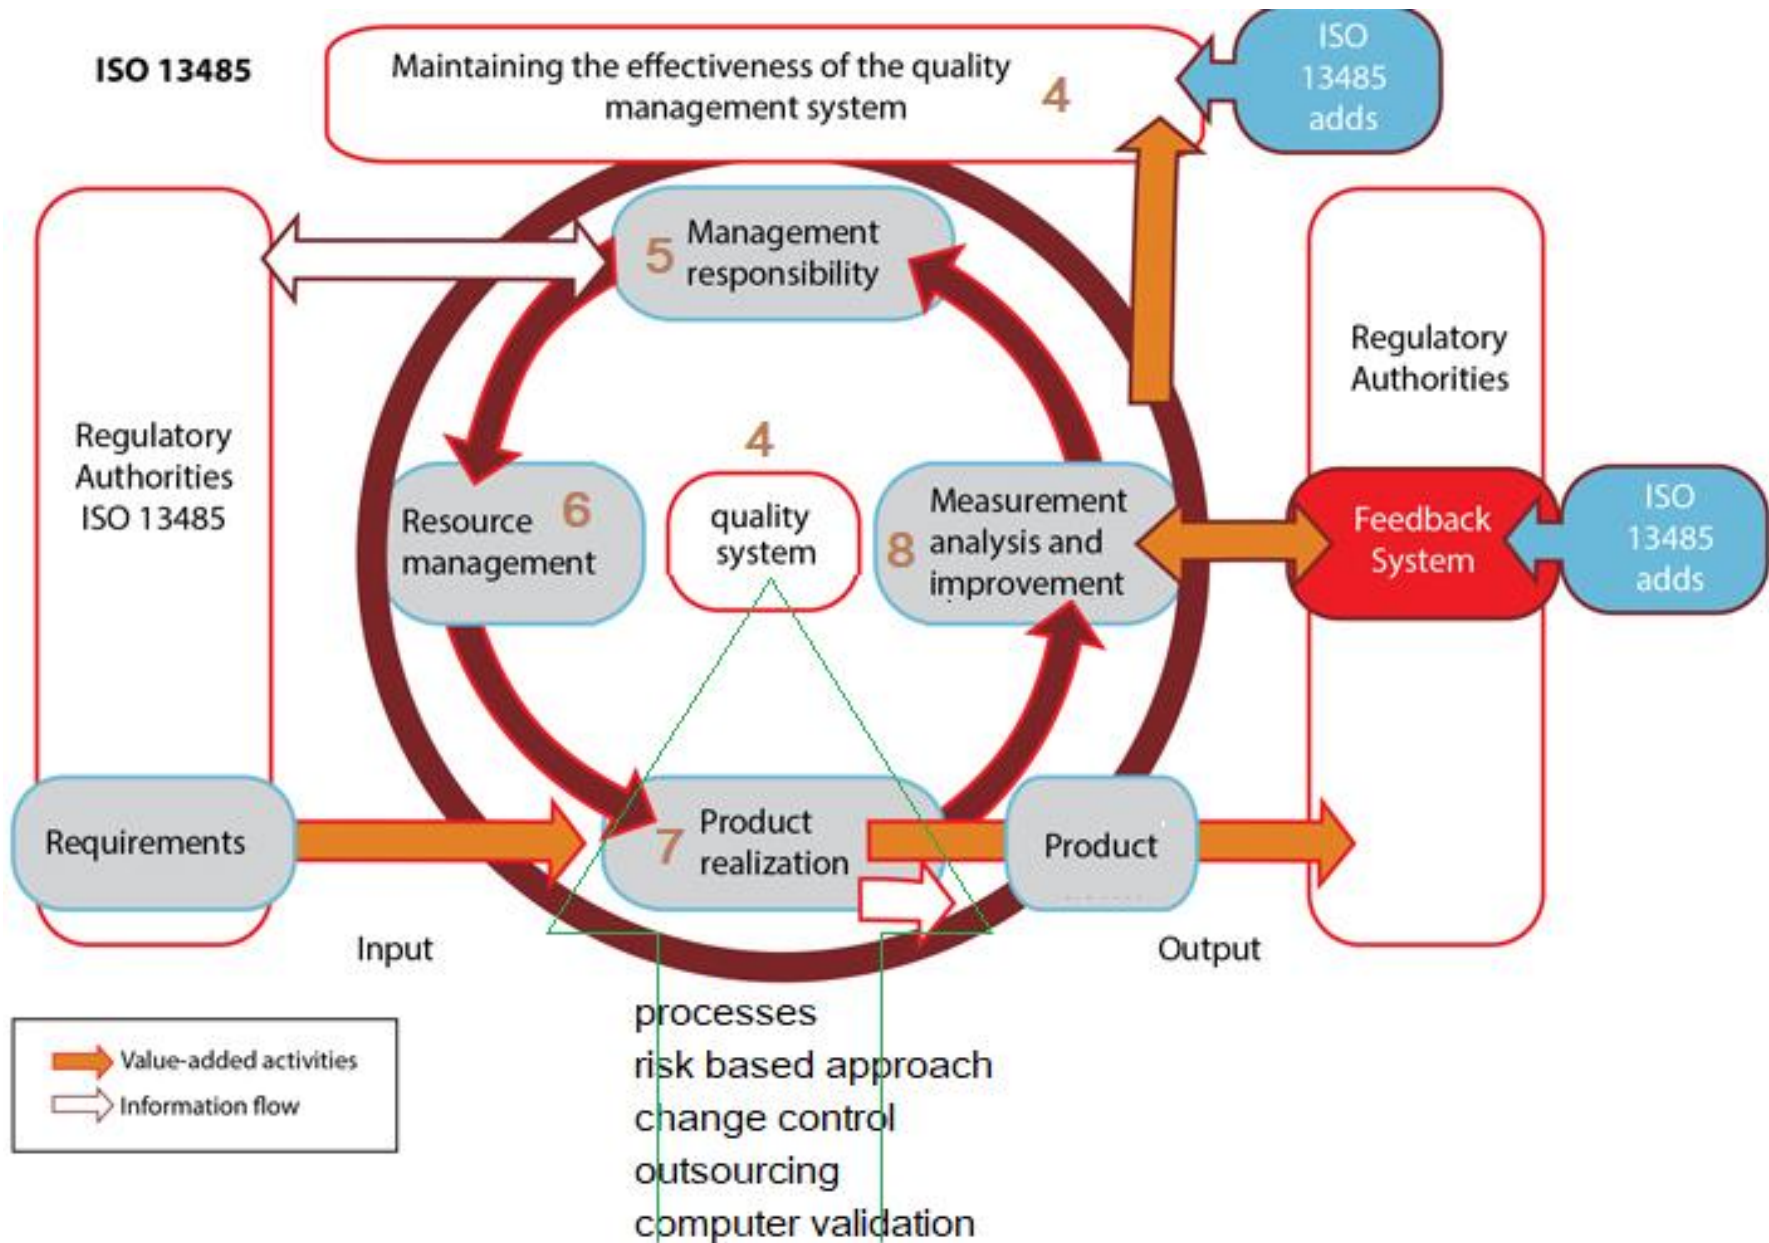 ISO 13485
Maintaining the effectiveness of the quality
management system
4
ISO
13485
adds
Management
responsibility
5
Regulatory
Authorities
ISO 13485
Regulatory
Authorities
4
quality
system
Resource
management
6
8
Measurement
analysis and
improvement
Feedback
System
ISO
13485
adds
Requirements
7
Product
realization
Product
Input
Output
Value-added activities
Information flow
processes
risk based approach
change control
outsourcing
computer validation